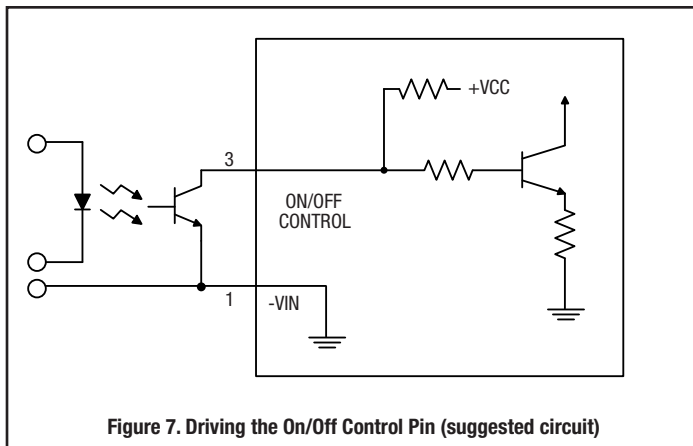 +VCC
3
ON/OFF
CONTROL
1
-VIN
Figure 7. Driving the On/Off Control Pin (suggested circuit)